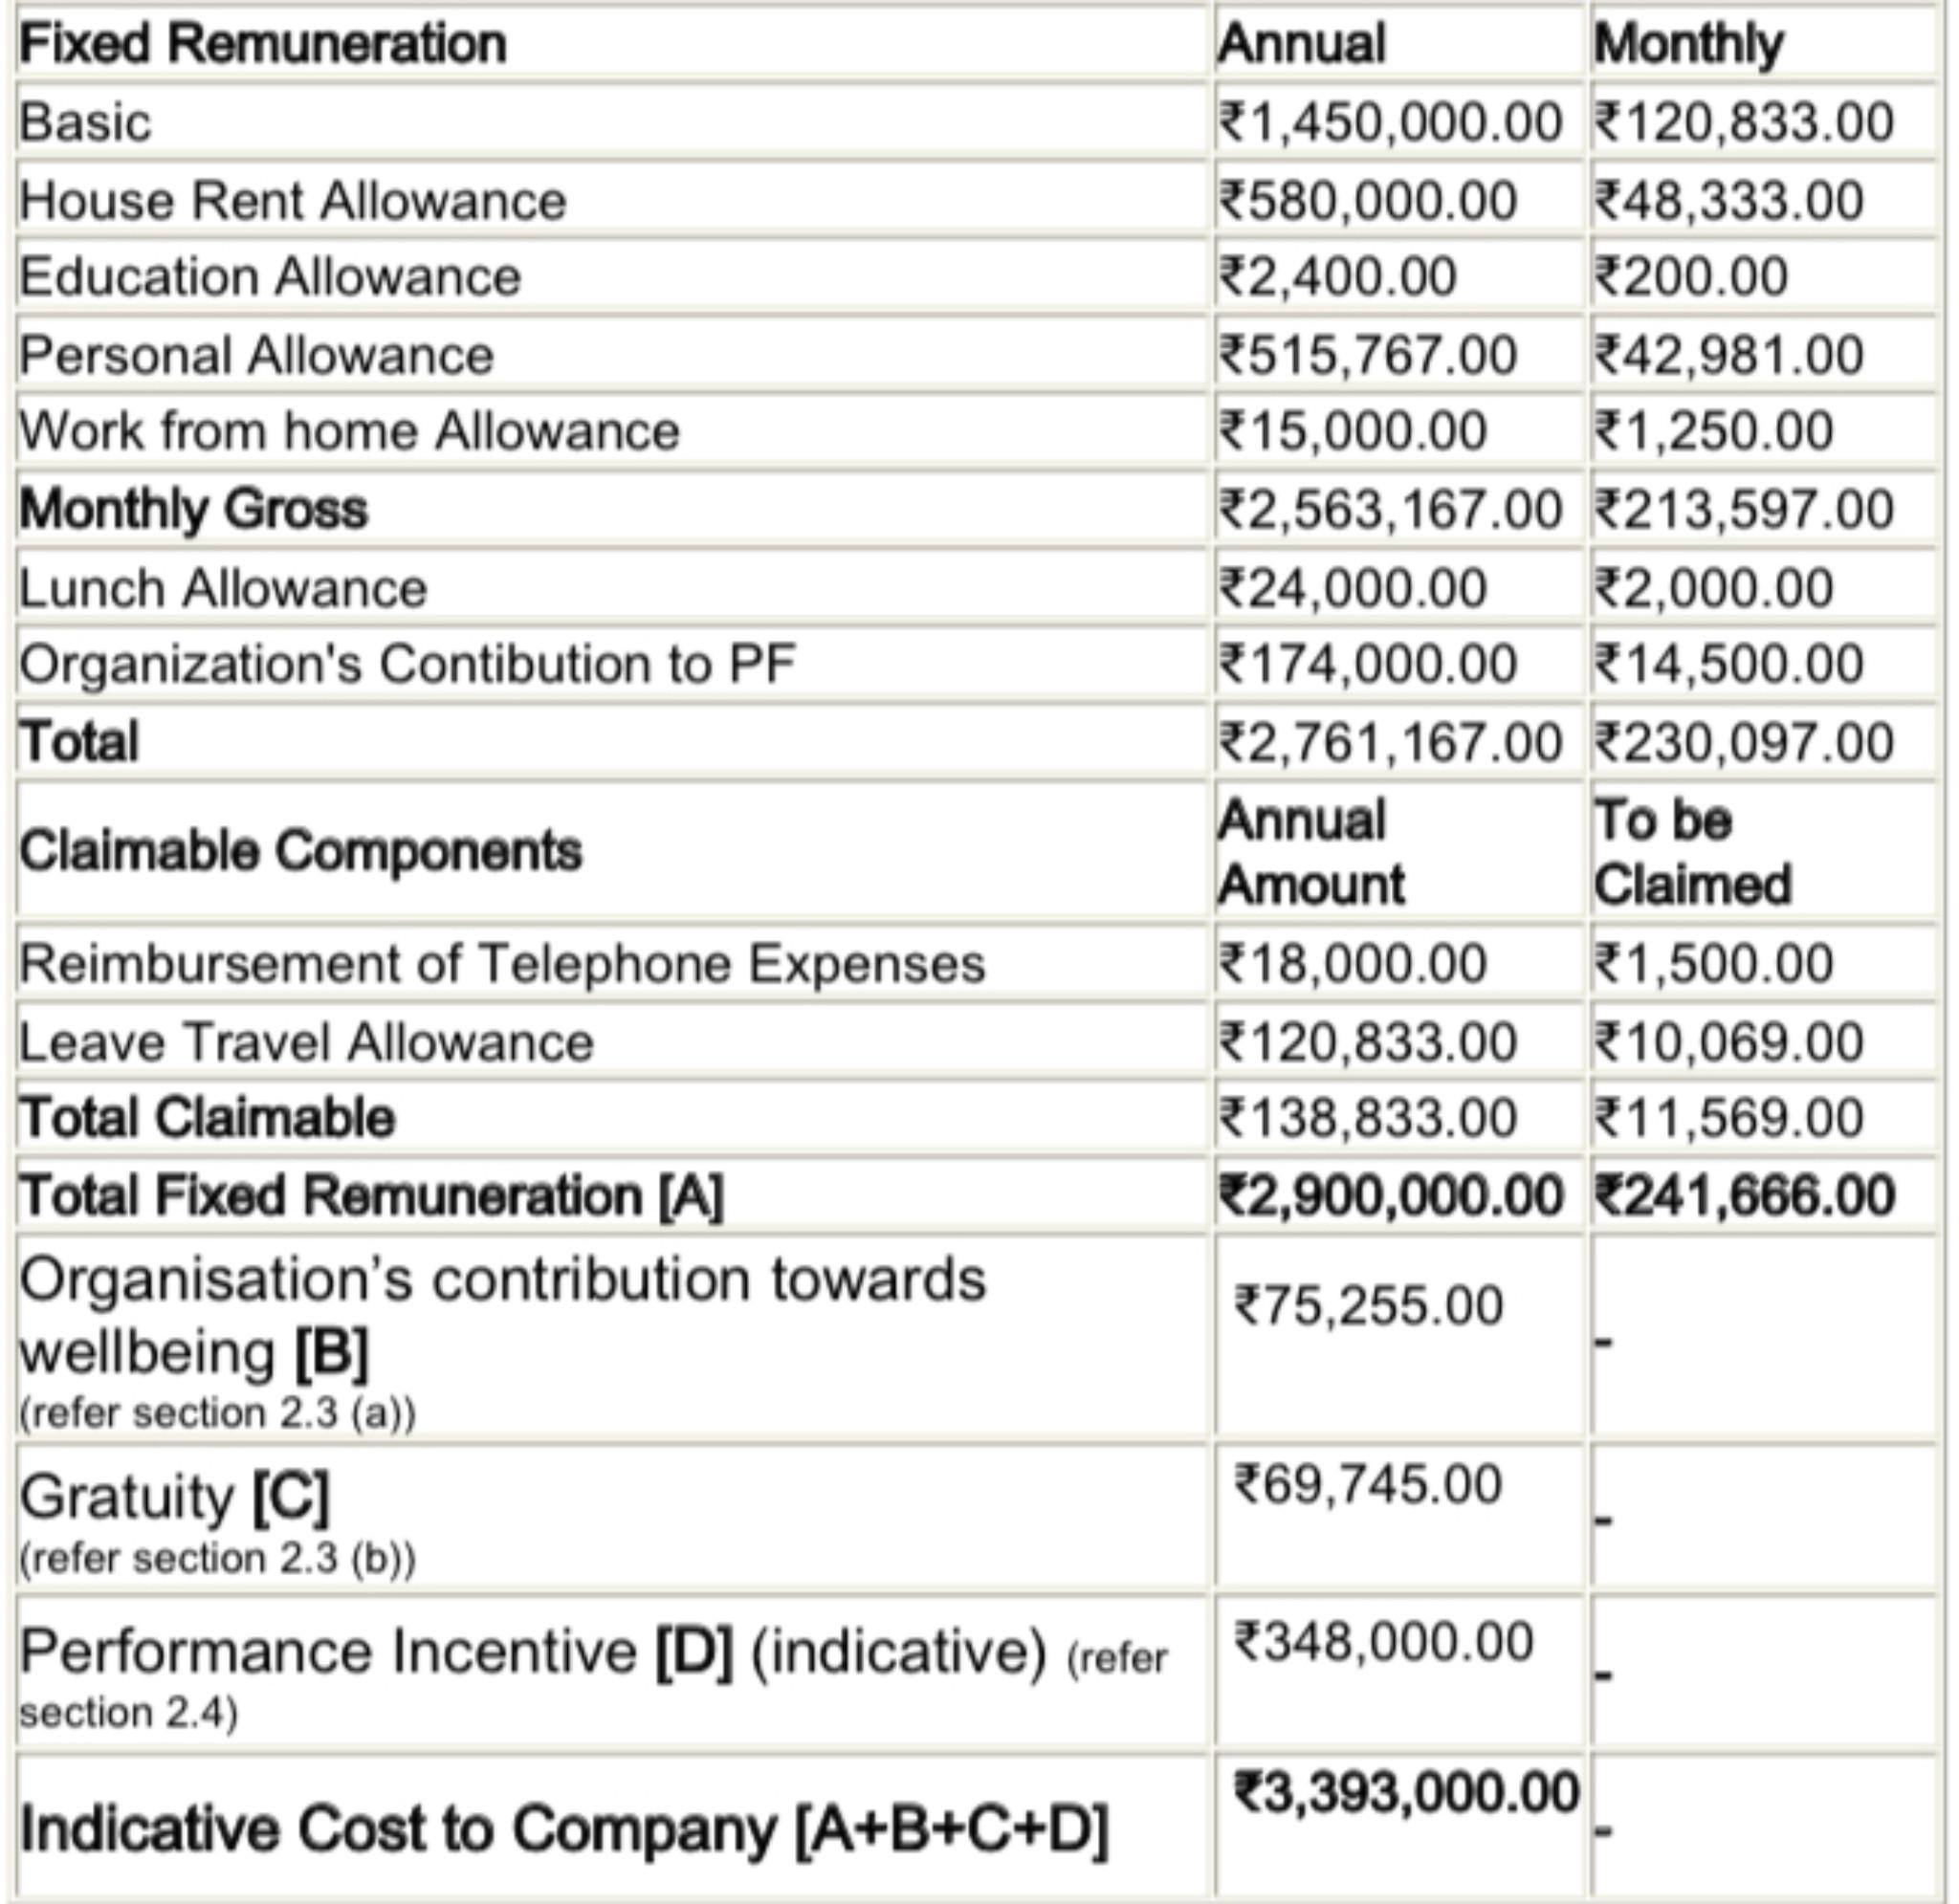 Fixed Remuneration Annual Monthly
Basic ₹1,450,000.00 ₹120,833.00
House Rent Allowance ₹580,000.00 ₹48,333.00
Education Allowance ₹2,400.00 ₹200.00
Personal Allowance ₹515,767.00 ₹42,981.00
Work from home Allowance ₹15,000.00 ₹1,250.00
Monthly Gross ₹2,563,167.00 ₹213,597.00
Lunch Allowance ₹24,000.00 ₹2,000.00
Organization's Contibution to PF ₹174,000.00 ₹14,500.00
Total ₹2,761,167.00 ₹230,097.00
Claimable Components
Annual
Amount
To be
Claimed
Reimbursement of Telephone Expenses ₹18,000.00 ₹1,500.00
Leave Travel Allowance ₹120,833.00 ₹10,069.00
Total Claimable ₹138,833.00 ₹11,569.00
Total Fixed Remuneration [A] ₹2,900,000.00 ₹241,666.00
Organisation’s contribution towards
wellbeing [B]
(refer section 2.3 (a))
₹75,255.00
-
Gratuity [C]
(refer section 2.3 (b))
₹69,745.00
-
Performance Incentive [D] (indicative) (refer
section 2.4)
₹348,000.00
-
Indicative Cost to Company [A+B+C+D]
₹3,393,000.00
-